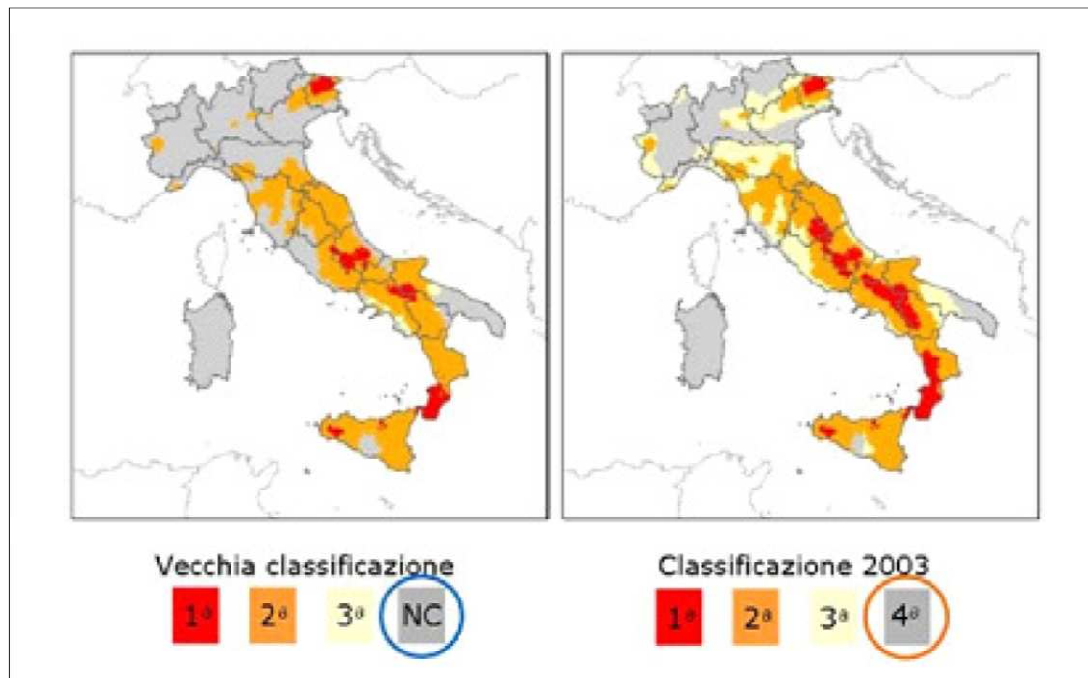 Vecchia classificazione
1ª 2ª 3ª NC
Classificazione 2003
1ª 2ª 3ª 4ª